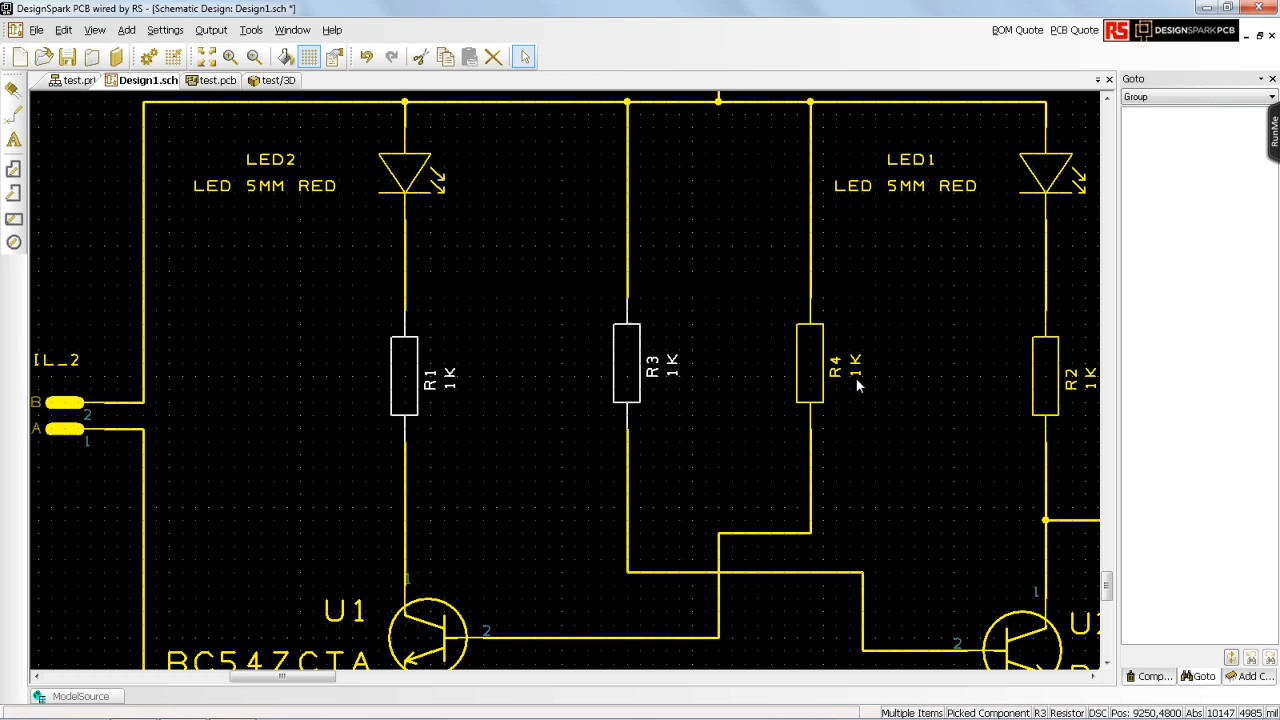 DesignSpark PCB wired by RS - [Schematic Design: Design1.sch *]
File Edit View Add Settings Output Tools Window Help
BOM Quote PCB Quote RS DESIGNSPARKPCB
test.prj Design1.sch test.pcb test/3D
Goto
Group
RunMe
LED2
LED 5MM RED
LED1
LED 5MM RED
IL_2
B
2
A
1
R1
1K
R3
1K
R4
1K
R2
1K
1
U1
2
BC547CTA
1
2
Comp... Goto Add C...
ModelSource
Multiple Items Picked Component R3 Resistor DSC Pos: 9250,4800 Abs 10147 4985 mil